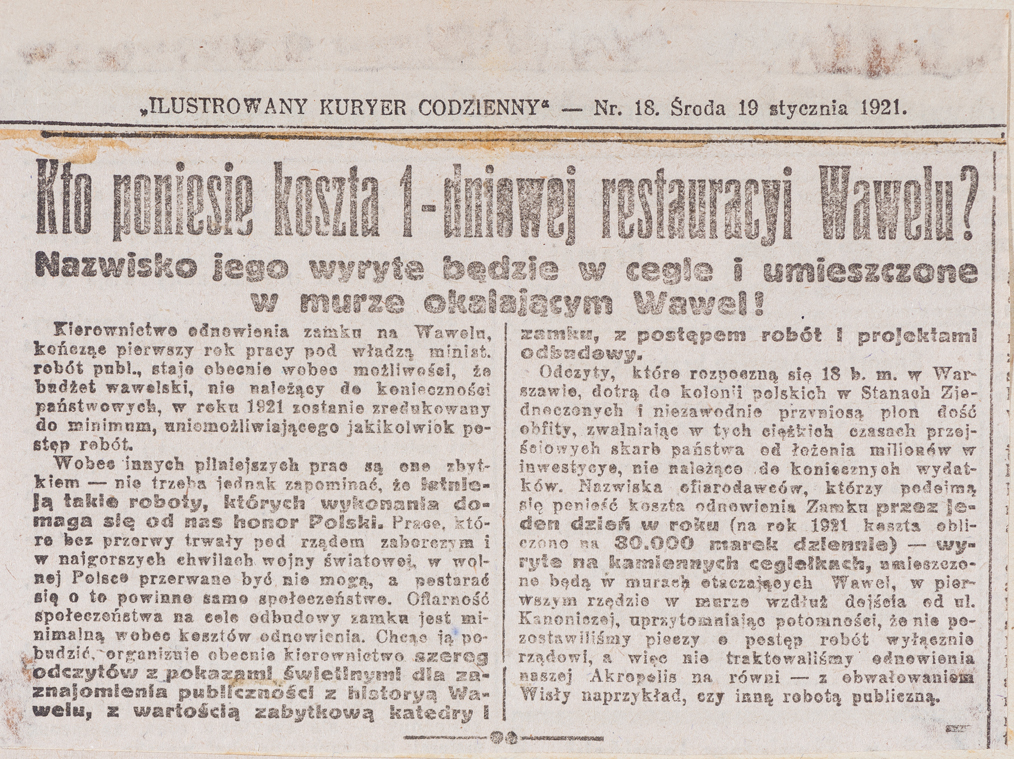 „ILUSTROWANY KURYER CODZIENNY“ — Nr. 18. Środa 19 stycznia 1921.
Kto poniesie koszta 1-dniowej restauracyi Wawelu?
Nazwisko jego wyryte będzie w cegle i umieszczone
w murze okalającym Wawel!
Kierownictwo odnowienia zamku na Wawelu,
kończąc pierwszy rok pracy pod władzą minist.
robót publ., staje obecnie wobec możliwości, że
budżet wawelski, nie należący do konieczności
państwowych, w roku 1921 zostanie zredukowany
do minimum, uniemożliwiającego jakikolwiek po-
stęp robót.
Wobec innych pilniejszych prac są one zbyt-
kiem — nie trzeba jednak zapominać, że istnie-
ją takie roboty, których wykonania do-
maga się od nas honor Polski. Prace, któ-
re bez przerwy trwały pod rządem zaborczym i
w najgorszych chwilach wojny światowej, w wol-
nej Polsce przerwane być nie mogą, a postarać
się o to powinno samo społeczeństwo. Ofiarność
społeczeństwa na cele odbudowy zamku jest mi-
nimalną wobec kosztów odnowienia. Chcąc ją po-
budzić, organizuje obecnie kierownictwo szereg
odczytów z pokazami świetlnymi dla za-
znajomienia publiczności z historyą Wa-
welu, z wartością zabytkową katedry i
zamku, z postępem robót i projektami
odbudowy.
Odczyty, które rozpoczną się 18 b. m. w War-
szawie, dotrą do kolonii polskich w Stanach Zje-
dnoczonych i niezawodnie przyniosą plon dość
obfity, zwalniając w tych ciężkich czasach przej-
ściowych skarb państwa od łożenia milionów w
inwestycye, nie należące do koniecznych wydat-
ków. Nazwiska ofiarodawców, którzy podejmą
się ponieść koszta odnowienia Zamku przez je-
den dzień w roku (na rok 1921 koszta obli-
czono na 30.000 marek dziennie) — wy-
ryte na kamiennych cegiełkach, umieszczo-
ne będą w murach otaczających Wawel, w pier-
wszym rzędzie w murze wzdłuż dojścia od ul.
Kanoniczej, uprzytomniając potomności, że nie po-
zostawiliśmy pieczy o postęp robót wyłącznie
rządowi, a więc nie traktowaliśmy odnowienia
naszej Akropolis na równi — z obwałowaniem
Wisły naprzykład, czy inną robotą publiczną.